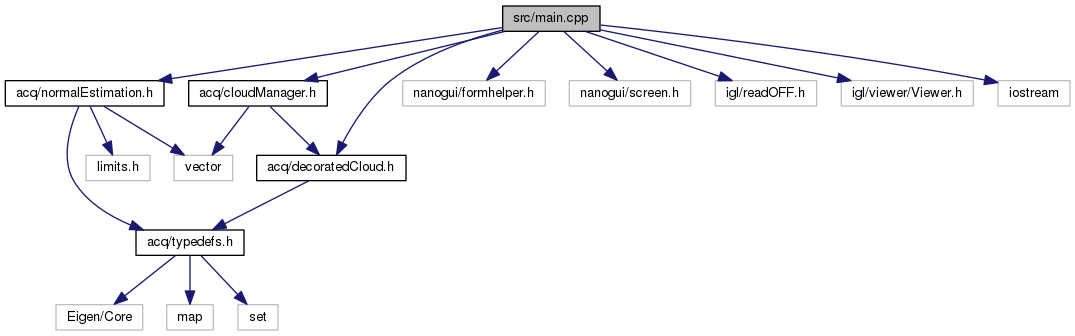 src/main.cpp
acq/normalEstimation.h
acq/cloudManager.h
nanogui/formhelper.h
nanogui/screen.h
igl/readOFF.h
igl/viewer/Viewer.h
iostream
limits.h
vector
acq/decoratedCloud.h
acq/typedefs.h
Eigen/Core
map
set